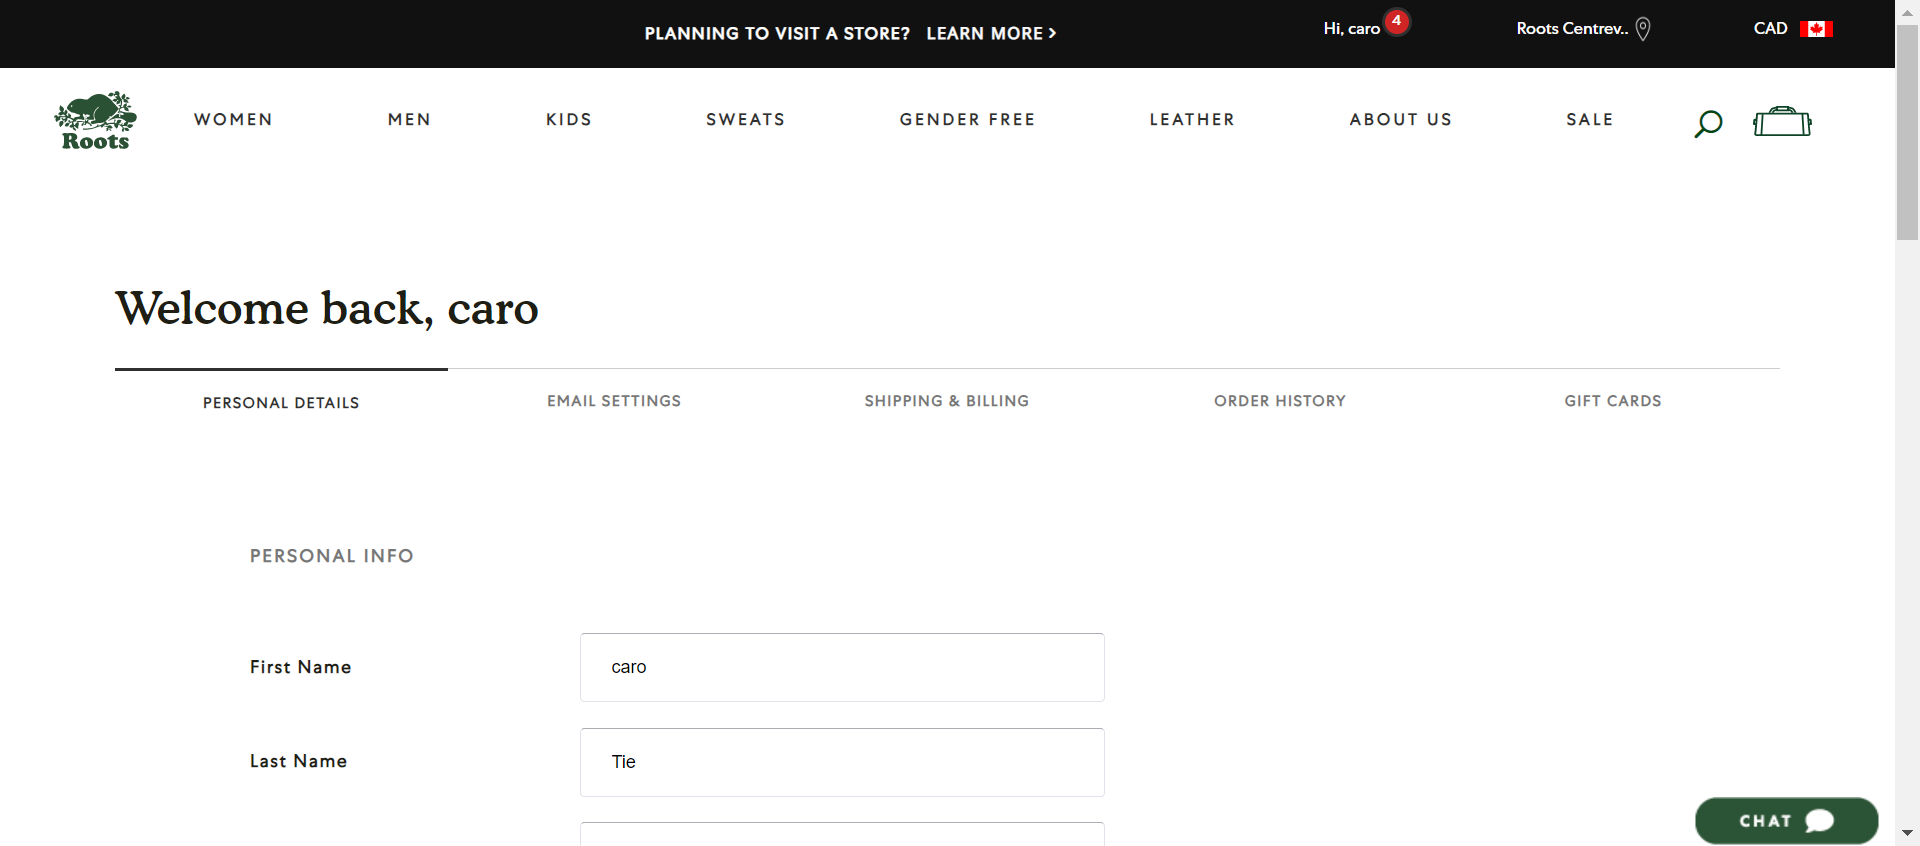 PLANNING TO VISIT A STORE? LEARN MORE >
Hi, caro 4
Roots Centrev..
CAD
Roots
WOMEN MEN KIDS SWEATS GENDER FREE LEATHER ABOUT US SALE
Welcome back, caro
PERSONAL DETAILS EMAIL SETTINGS SHIPPING & BILLING ORDER HISTORY GIFT CARDS
PERSONAL INFO
First Name caro
Last Name Tie
CHAT